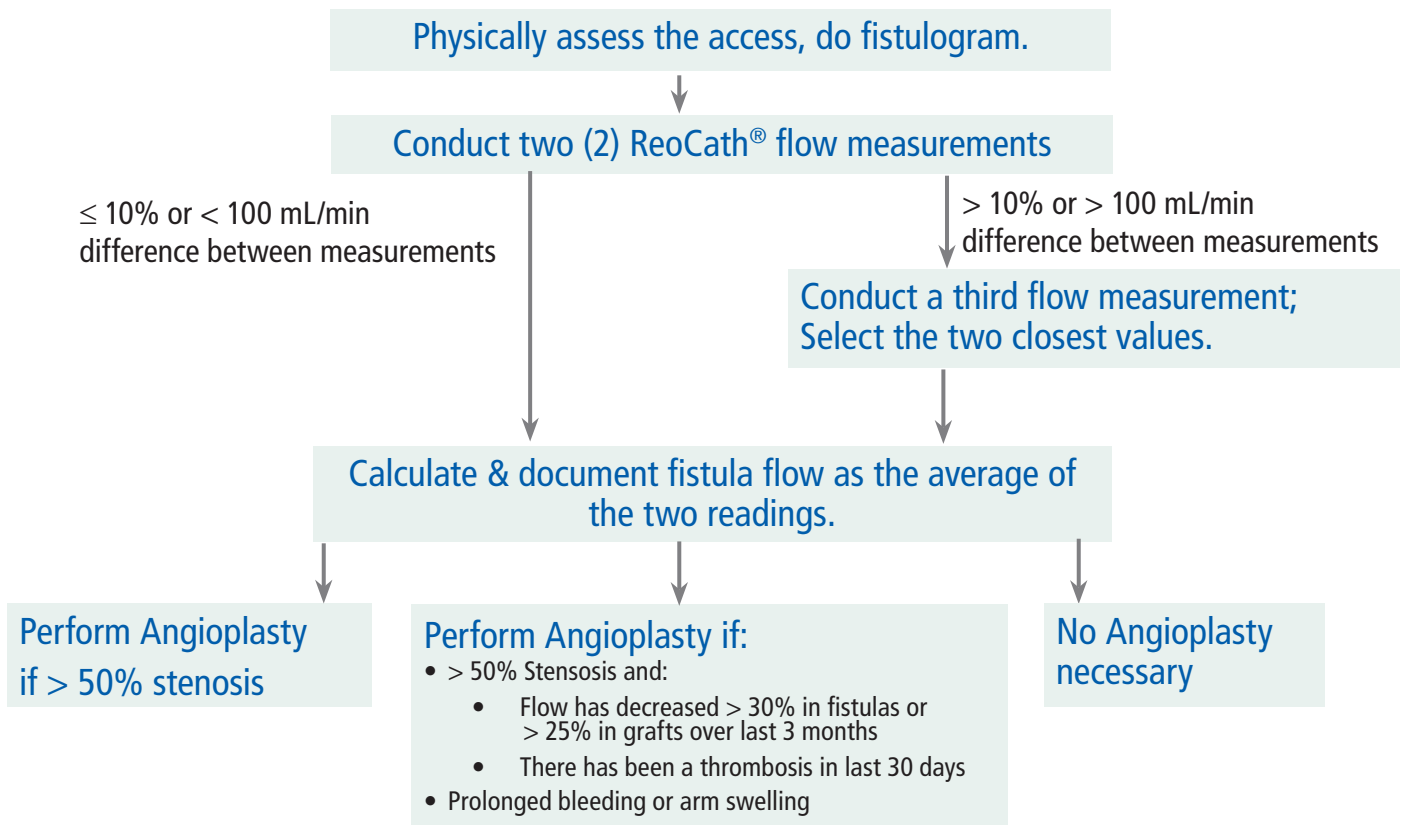 Physically assess the access, do fistulogram.
Conduct two (2) ReoCath® flow measurements
≤ 10% or < 100 mL/min
difference between measurements
> 10% or > 100 mL/min
difference between measurements
Conduct a third flow measurement;
Select the two closest values.
Calculate & document fistula flow as the average of
the two readings.
Perform Angioplasty
if > 50% stenosis
Perform Angioplasty if:
• > 50% Stensosis and:
• Flow has decreased > 30% in fistulas or
> 25% in grafts over last 3 months
• There has been a thrombosis in last 30 days
• Prolonged bleeding or arm swelling
No Angioplasty
necessary